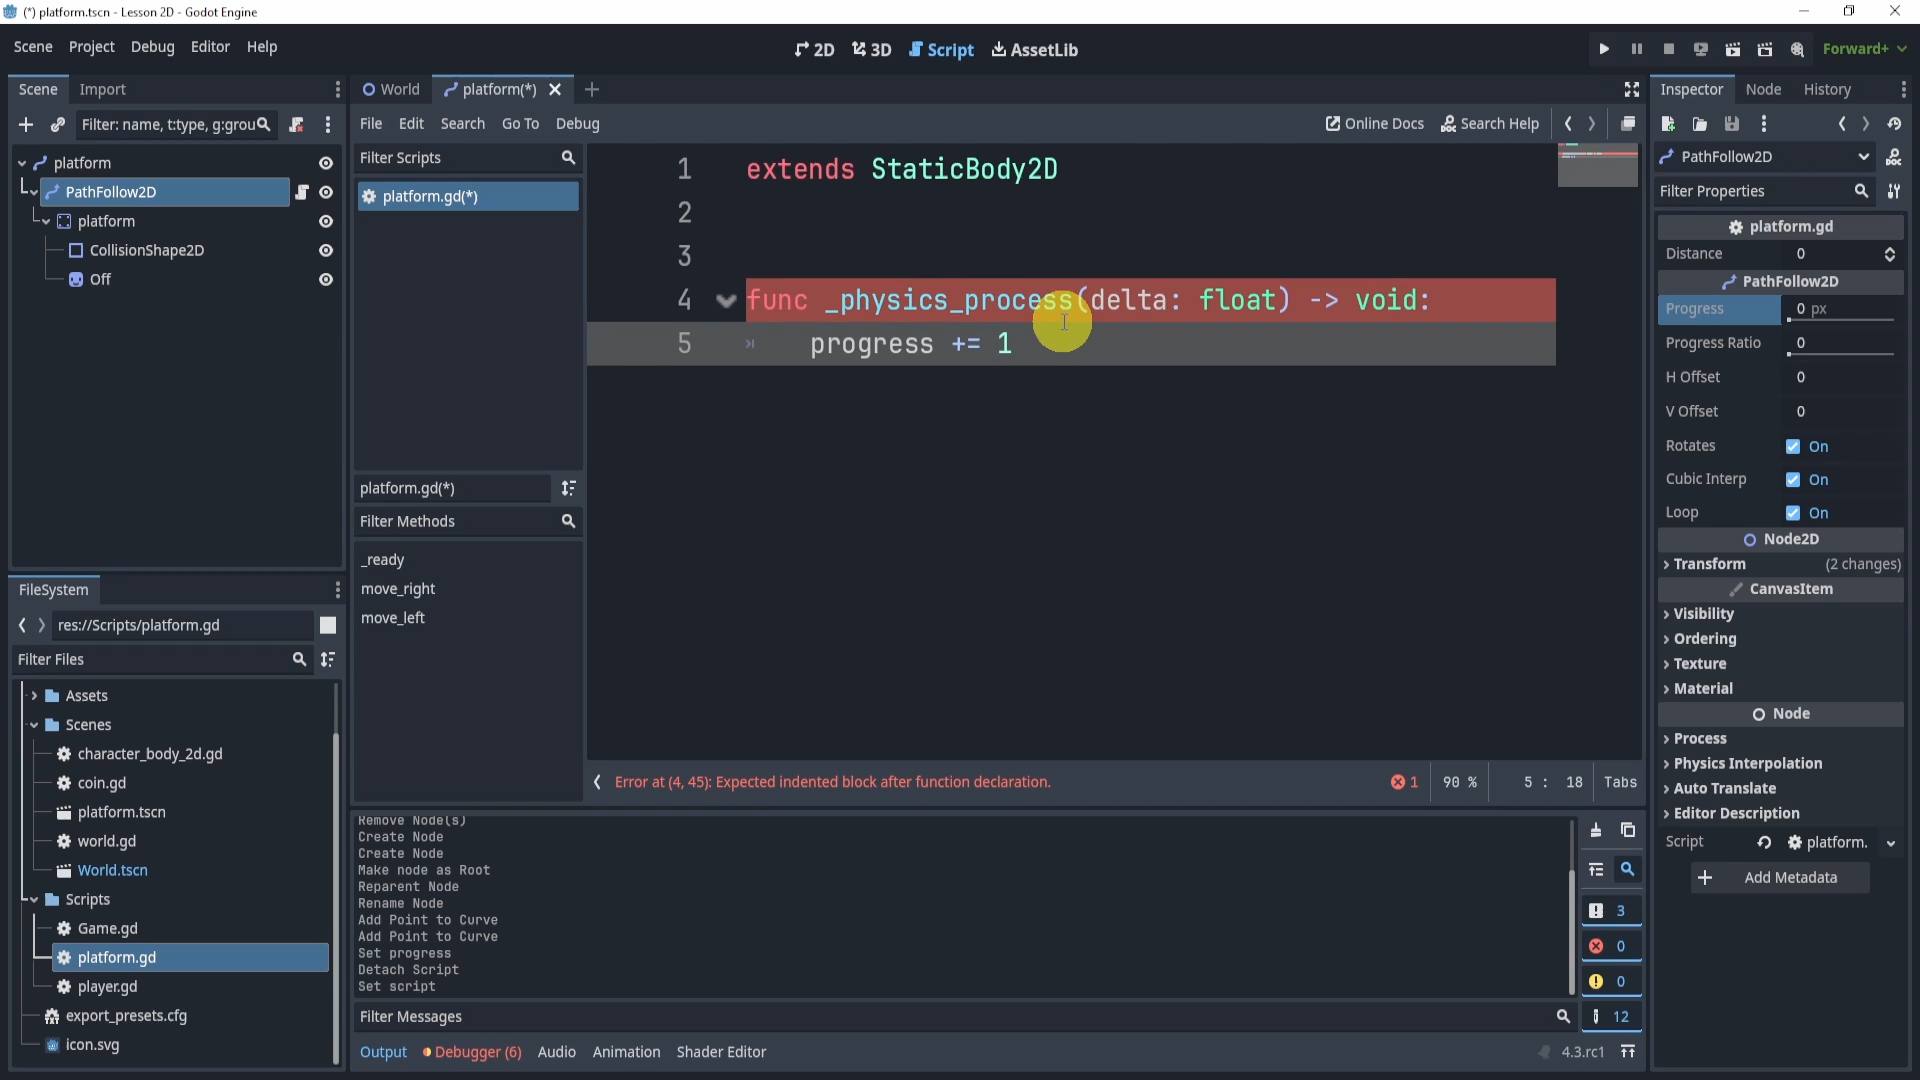 (*) platform.tscn - Lesson 2D - Godot Engine
Scene Project Debug Editor Help
2D 3D Script AssetLib
Forward+
Scene Import
Filter: name, t:type, g:grou
platform
PathFollow2D
platform
CollisionShape2D
Off
FileSystem
res://Scripts/platform.gd
Filter Files
Assets
Scenes
character_body_2d.gd
coin.gd
platform.tscn
world.gd
World.tscn
Scripts
Game.gd
platform.gd
player.gd
export_presets.cfg
icon.svg
World platform(*)
File Edit Search Go To Debug
Online Docs Search Help
Filter Scripts
platform.gd(*)
platform.gd(*)
Filter Methods
_ready
move_right
move_left
1 extends StaticBody2D
2
3
4 func _physics_process(delta: float) -> void:
5 progress += 1
Error at (4, 45): Expected indented block after function declaration.
1 90 % 5 : 18 Tabs
Remove Node(s)
Create Node
Create Node
Make node as Root
Reparent Node
Rename Node
Add Point to Curve
Add Point to Curve
Set progress
Detach Script
Set script
3
0
0
12
Filter Messages
Output Debugger (6) Audio Animation Shader Editor
4.3.rc1
Inspector Node History
PathFollow2D
Filter Properties
platform.gd
Distance 0
PathFollow2D
Progress 0 px
Progress Ratio 0
H Offset 0
V Offset 0
Rotates On
Cubic Interp On
Loop On
Node2D
Transform (2 changes)
CanvasItem
Visibility
Ordering
Texture
Material
Node
Process
Physics Interpolation
Auto Translate
Editor Description
Script platform.
Add Metadata